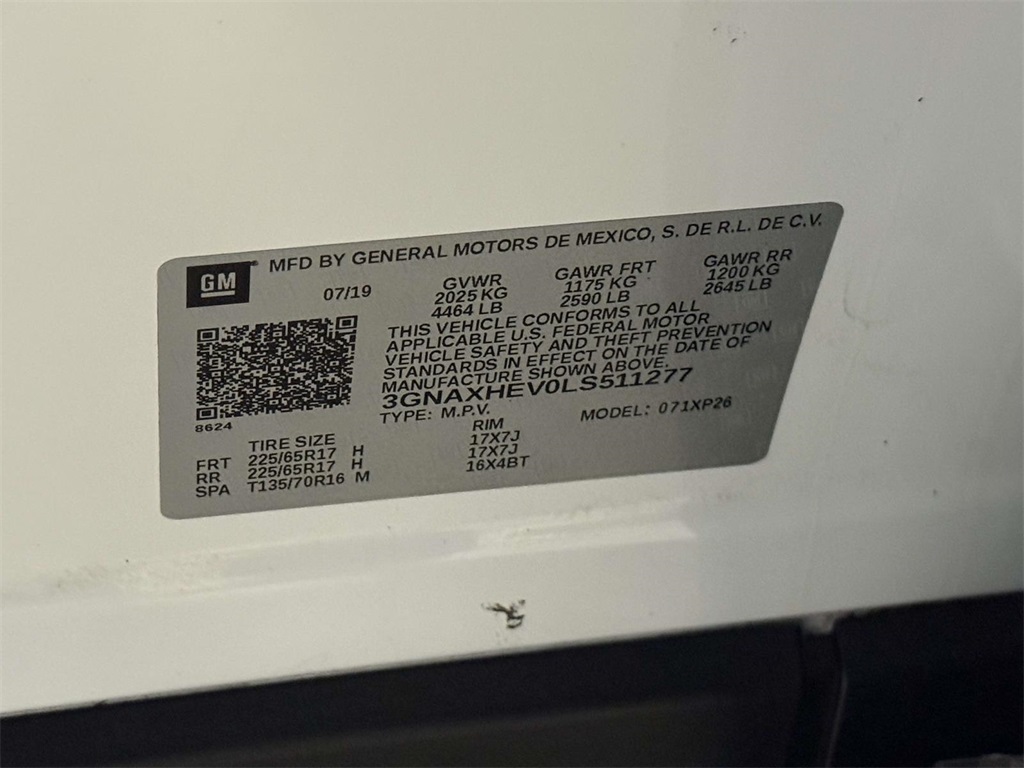 GM MFD BY GENERAL MOTORS DE MEXICO, S. DE R.L. DE C.V.
07/19
GVWR
2025 KG
4464 LB
GAWR FRT
1175 KG
2590 LB
GAWR RR
1200 KG
2645 LB
THIS VEHICLE CONFORMS TO ALL
APPLICABLE U.S. FEDERAL MOTOR
VEHICLE SAFETY AND THEFT PREVENTION
STANDARDS IN EFFECT ON THE DATE OF
MANUFACTURE SHOWN ABOVE.
3GNAXHEV0LS511277
TYPE: M.P.V. MODEL: 071XP26
8624
TIRE SIZE RIM
FRT 225/65R17 H 17X7J
RR 225/65R17 H 17X7J
SPA T135/70R16 M 16X4BT